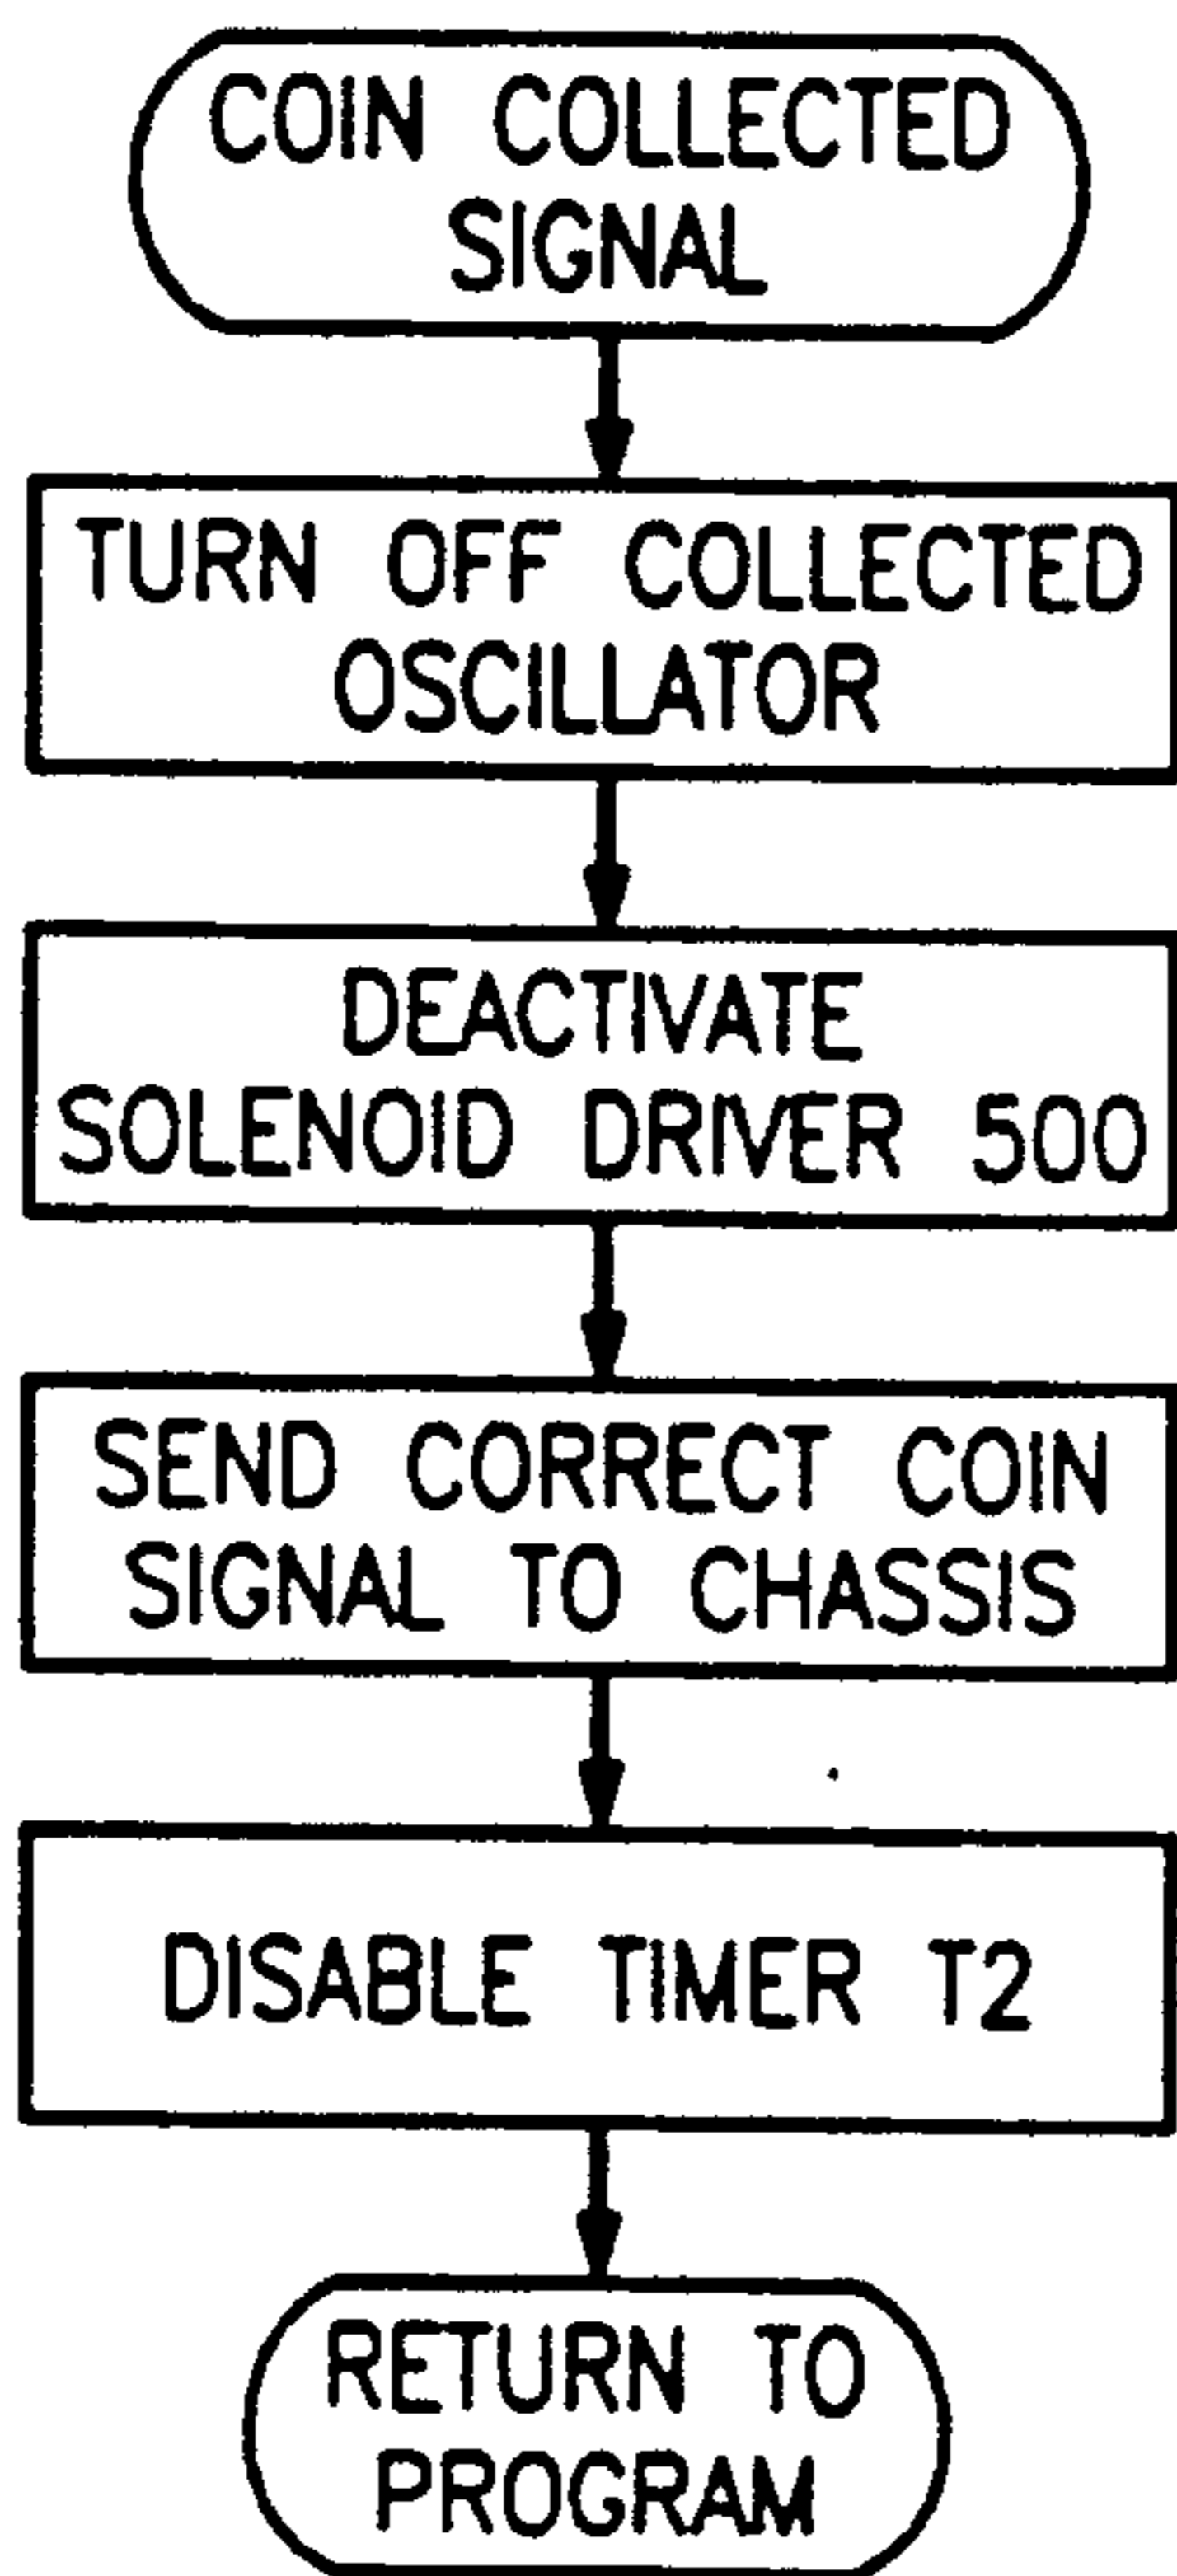 COIN COLLECTED
SIGNAL
TURN OFF COLLECTED
OSCILLATOR
DEACTIVATE
SOLENOID DRIVER 500
SEND CORRECT COIN
SIGNAL TO CHASSIS
DISABLE TIMER T2
RETURN TO
PROGRAM